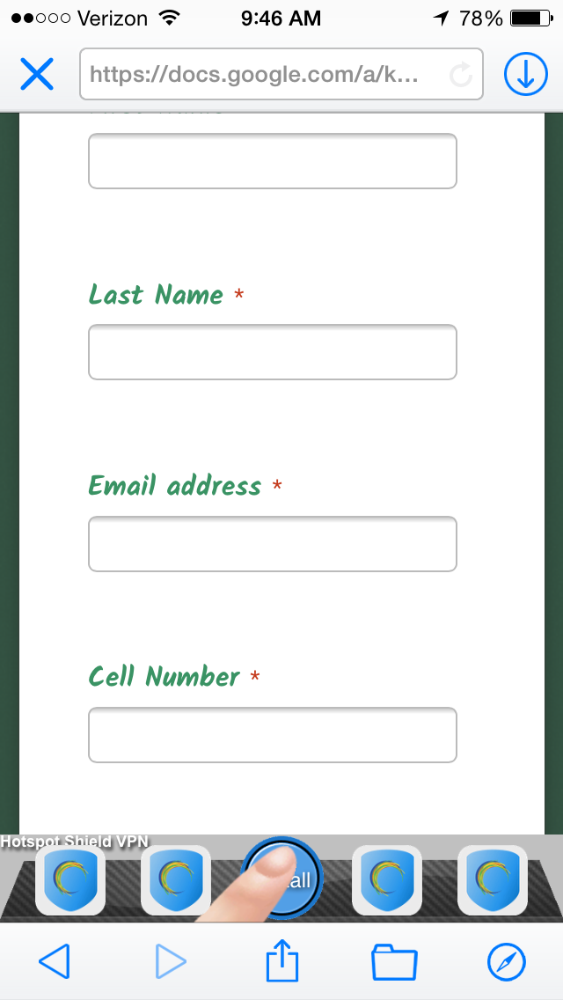 Verizon 9:46 AM 78%
https://docs.google.com/a/k...
Last Name *
Email address *
Cell Number *
Hotspot Shield VPN